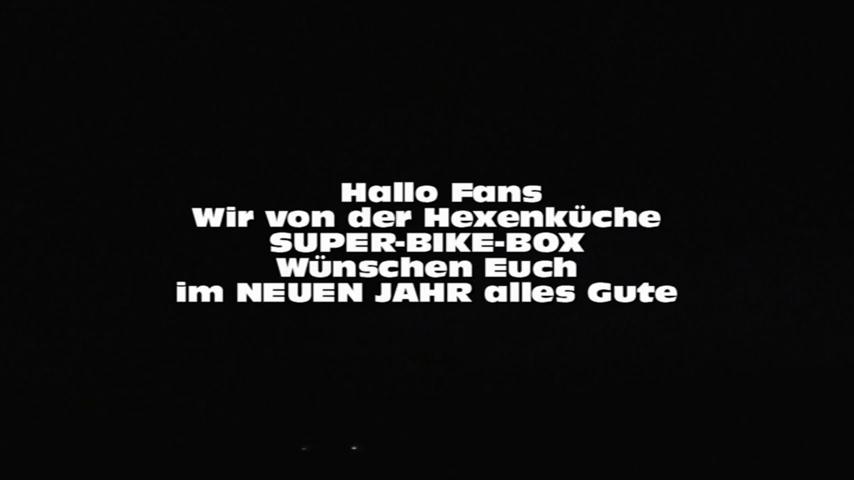 Hallo Fans
Wir von der Hexenküche
SUPER-BIKE-BOX
Wünschen Euch
im NEUEN JAHR alles Gute